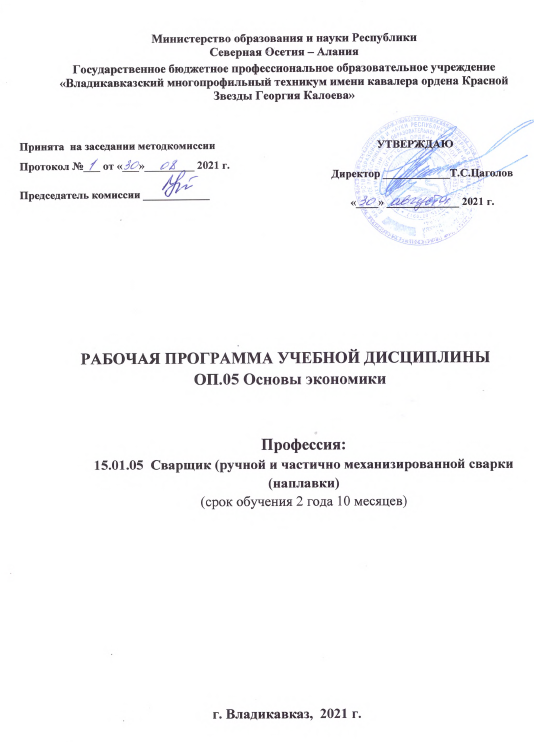 Министерство образования и науки Республики
Северная Осетия – Алания
Государственное бюджетное профессиональное образовательное учреждение
«Владикавказский многопрофильный техникум имени кавалера ордена Красной
Звезды Георгия Калоева»
Принята на заседании методкомиссии
Протокол № 1 от «30» 08 2021 г.
Председатель комиссии
УТВЕРЖДАЮ
Директор Т.С.Цаголов
«30» августа 2021 г.
РАБОЧАЯ ПРОГРАММА УЧЕБНОЙ ДИСЦИПЛИНЫ
ОП.05 Основы экономики
Профессия:
15.01.05 Сварщик (ручной и частично механизированной сварки
(наплавки)
(срок обучения 2 года 10 месяцев)
г. Владикавказ, 2021 г.